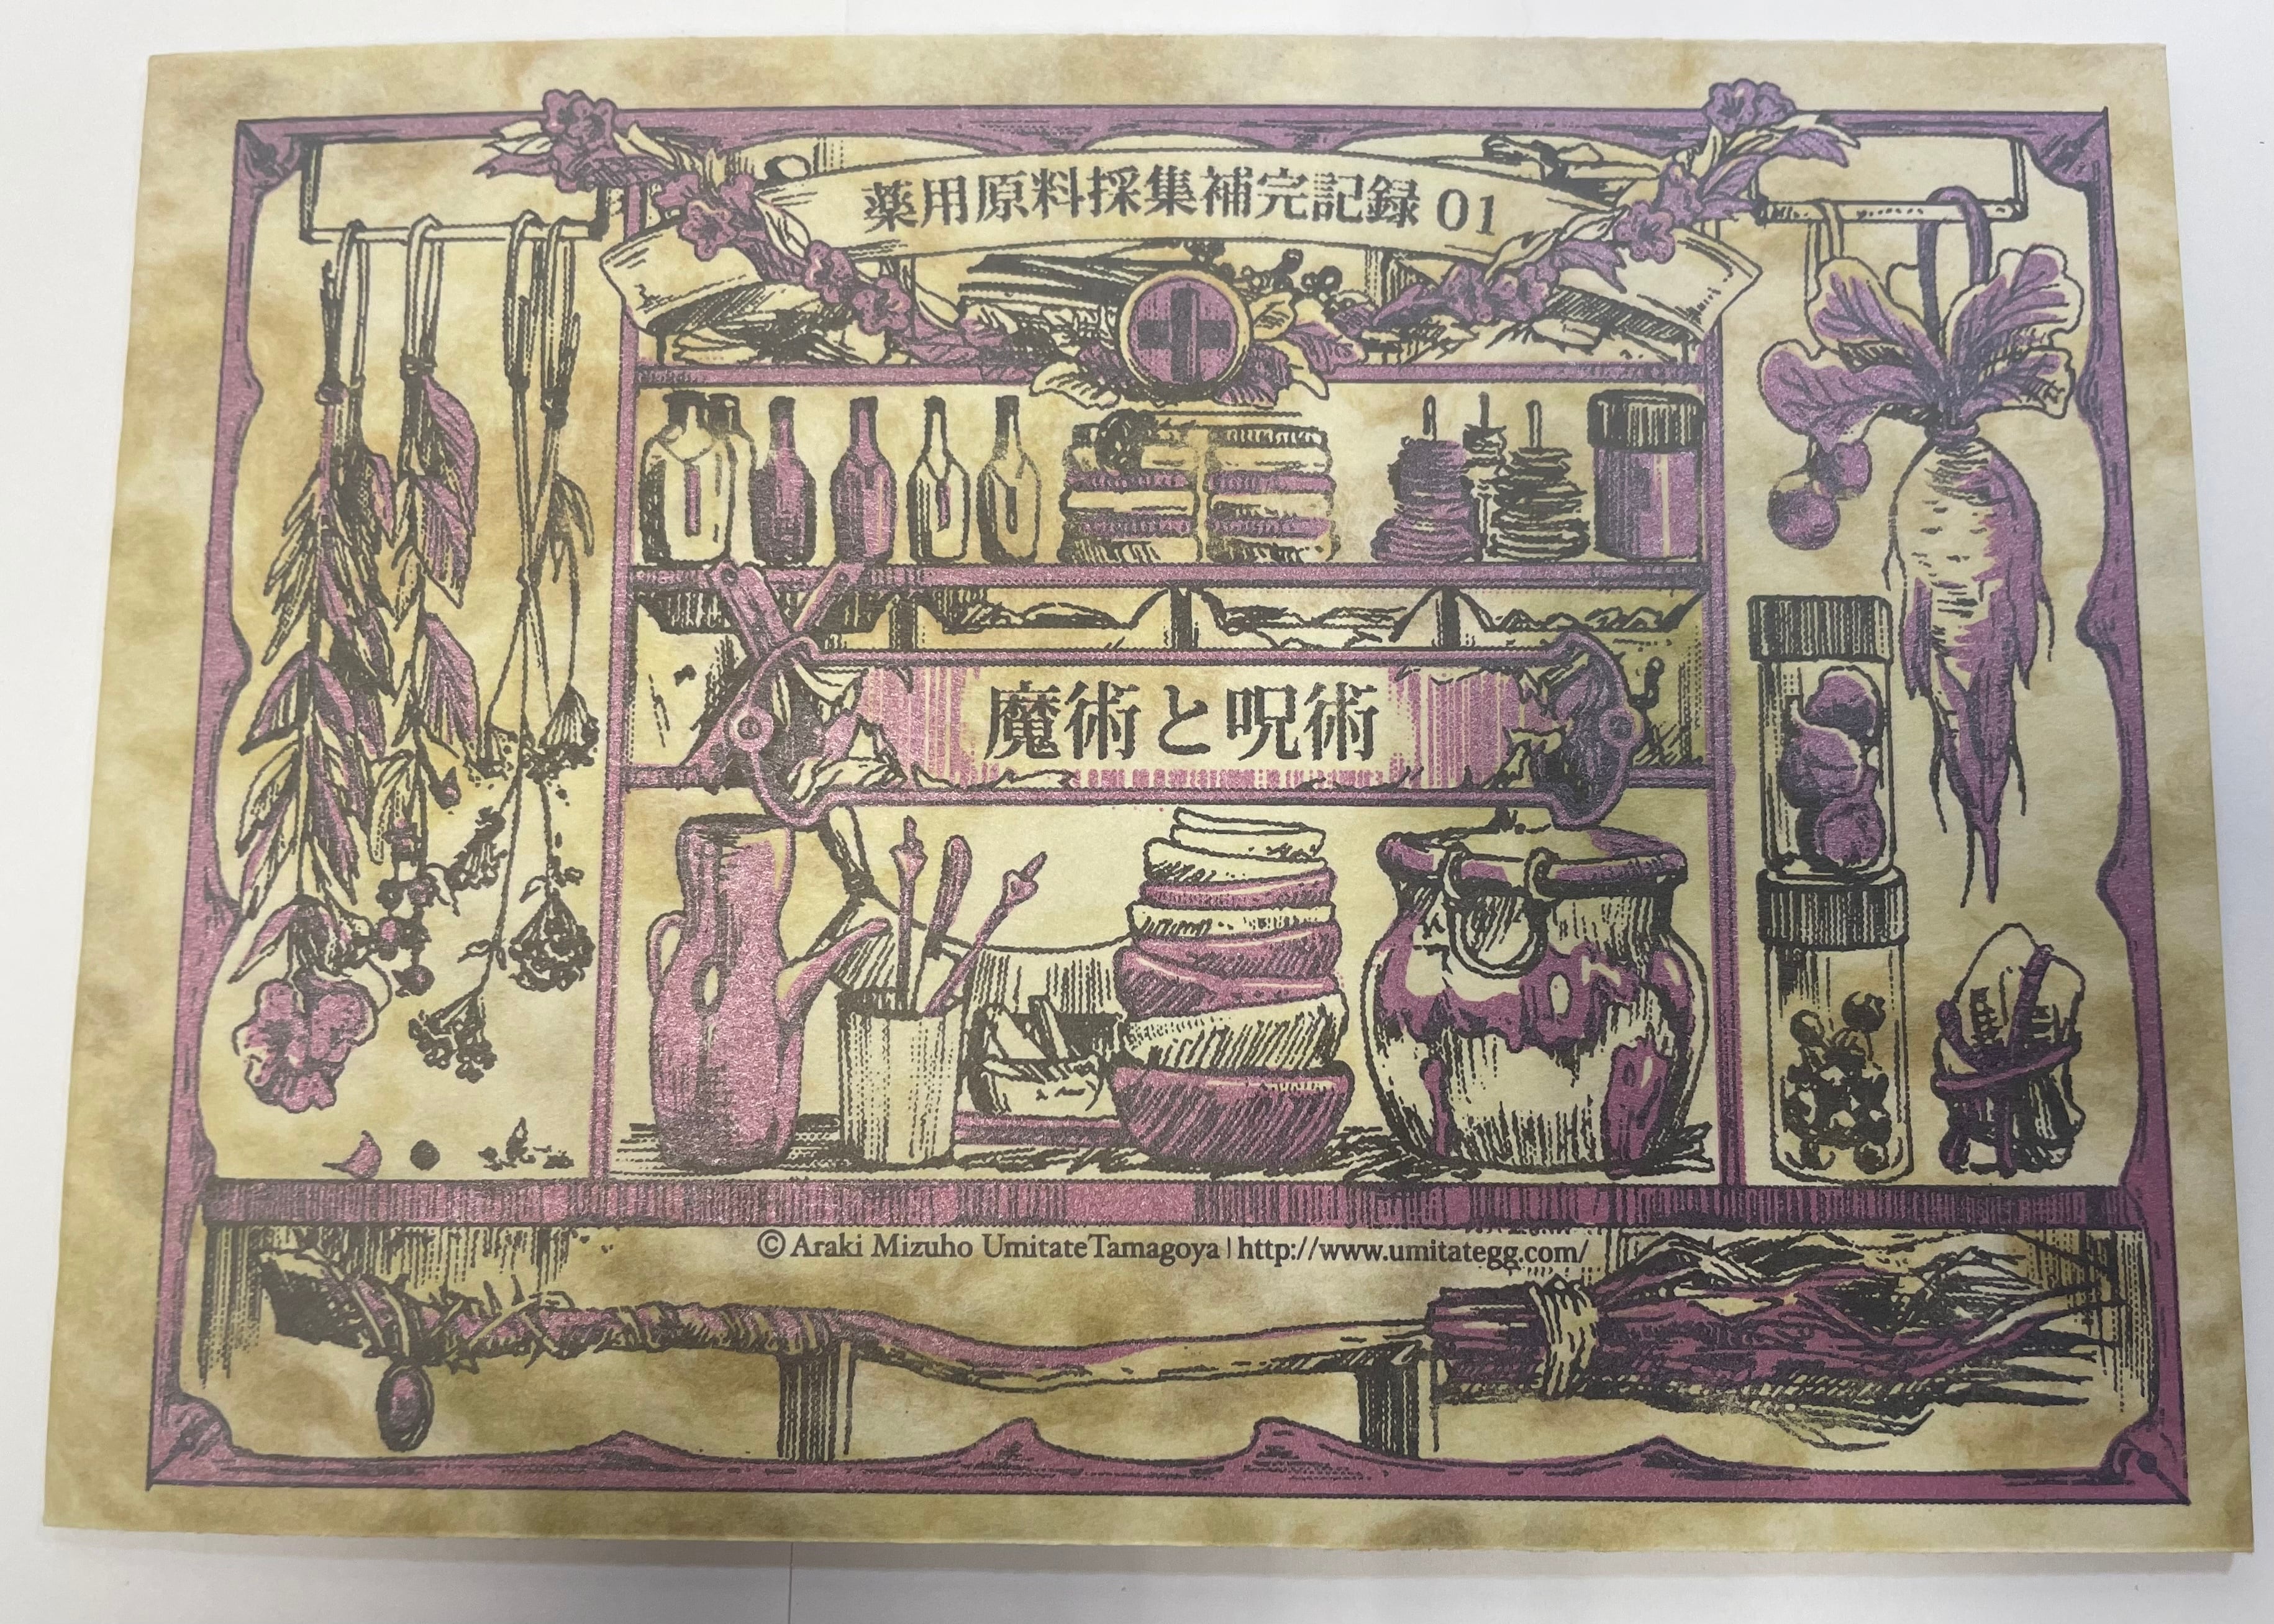 薬用原料採集補完記録 01
魔術と呪術
© Araki Mizuho UmitateTamagoya | http://www.umitategg.com/